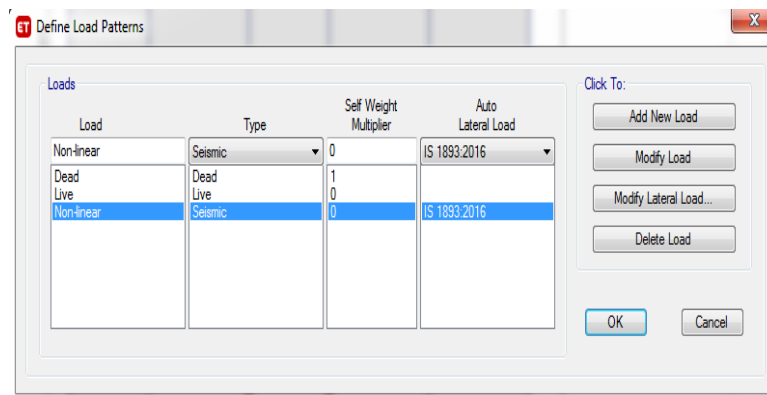 ET Define Load Patterns X
Loads
Click To:
Load Type Self Weight Multiplier Auto Lateral Load
Add New Load
Non-linear Seismic 0 IS 1893:2016
Modify Load
Dead Dead 1
Live Live 0
Modify Lateral Load...
Non-linear Seismic 0 IS 1893:2016
Delete Load
OK Cancel